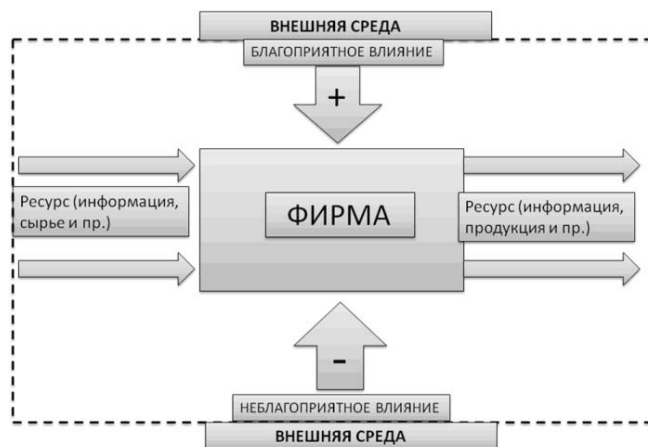 ВНЕШНЯЯ СРЕДА
БЛАГОПРИЯТНОЕ ВЛИЯНИЕ
+
Ресурс (информация,
сырье и пр.)
ФИРМА
Ресурс (информация,
продукция и пр.)
-
НЕБЛАГОПРИЯТНОЕ ВЛИЯНИЕ
ВНЕШНЯЯ СРЕДА